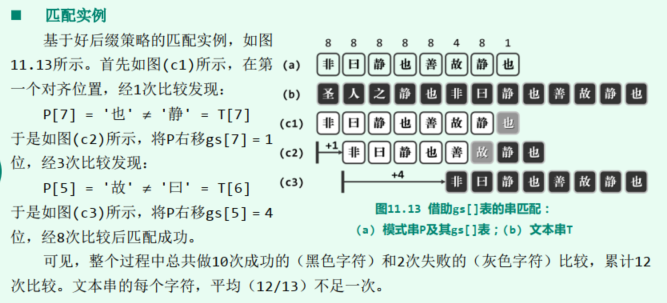 ■ 匹配实例
基于好后缀策略的匹配实例，如图
11.13所示。首先如图(c1)所示，在第
一个对齐位置，经1次比较发现：
P[7] = '也' ≠ '静' = T[7]
于是如图(c2)所示，将P右移gs[7] = 1
位，经3次比较发现：
P[5] = '故' ≠ '曰' = T[6]
于是如图(c3)所示，将P右移gs[5] = 4
位，经8次比较后匹配成功。
8 8 8 8 8 4 8 1
(a) 非 曰 静 也 善 故 静 也
(b) 圣 人 之 静 也 非 曰 静 也 善 故 静 也
(c1) 非 曰 静 也 善 故 静 也
(c2) +1 非 曰 静 也 善 故 静 也
(c3) +4 非 曰 静 也 善 故 静 也
图11.13 借助gs[]表的串匹配：
(a) 模式串P及其gs[]表；(b) 文本串T
可见，整个过程中总共做10次成功的（黑色字符）和2次失败的（灰色字符）比较，累计12
次比较。文本串的每个字符，平均（12/13）不足一次。